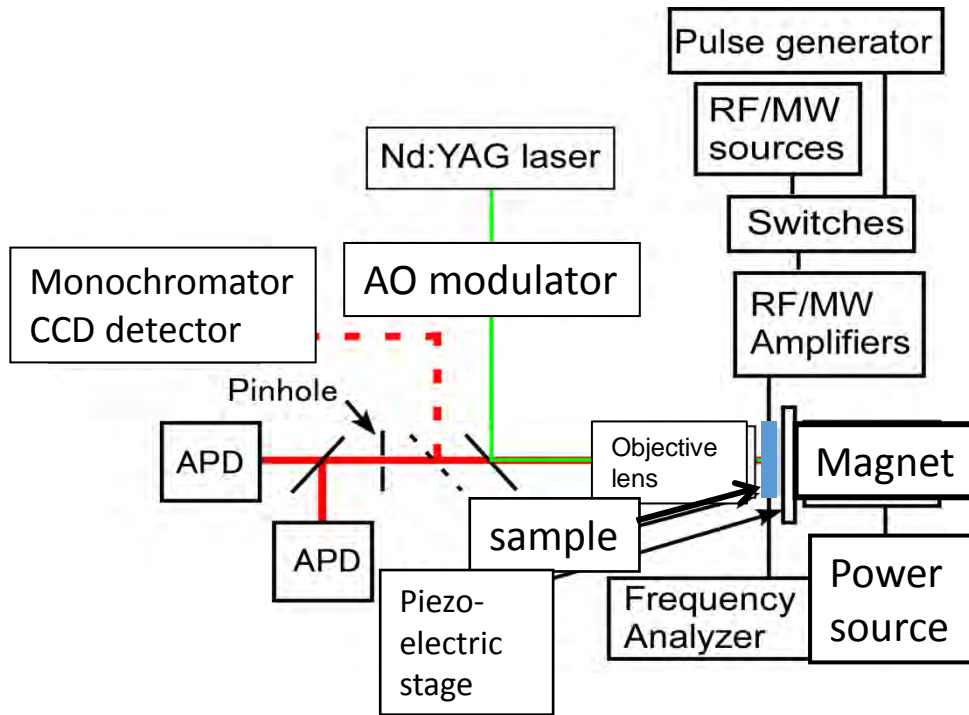 Pulse generator
RF/MW
sources
Nd:YAG laser
Switches
Monochromator
CCD detector
AO modulator
RF/MW
Amplifiers
Pinhole
APD
Objective
lens
Magnet
APD
sample
Piezo-
electric
stage
Frequency
Analyzer
Power
source